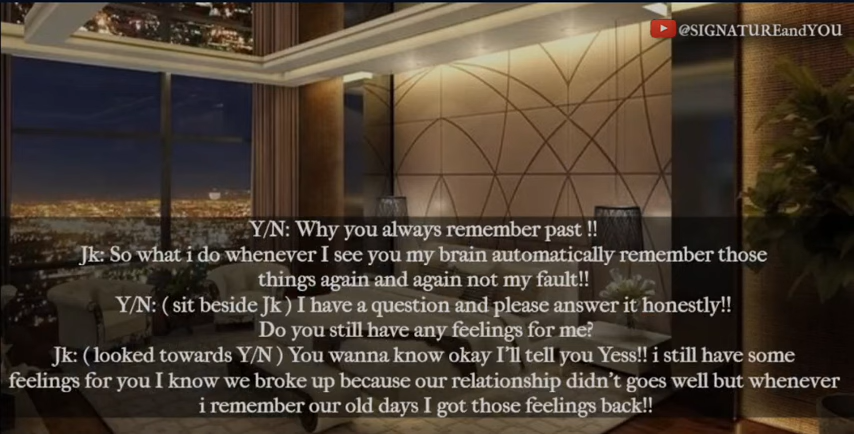 @SIGNATUREandYOU
Y/N: Why you always remember past !!
Jk: So what i do whenever I see you my brain automatically remember those
things again and again not my fault!!
Y/N: ( sit beside Jk ) I have a question and please answer it honestly!!
Do you still have any feelings for me?
Jk: ( looked towards Y/N ) You wanna know okay I'll tell you Yess!! i still have some
feelings for you I know we broke up because our relationship didn't goes well but whenever
i remember our old days I got those feelings back!!